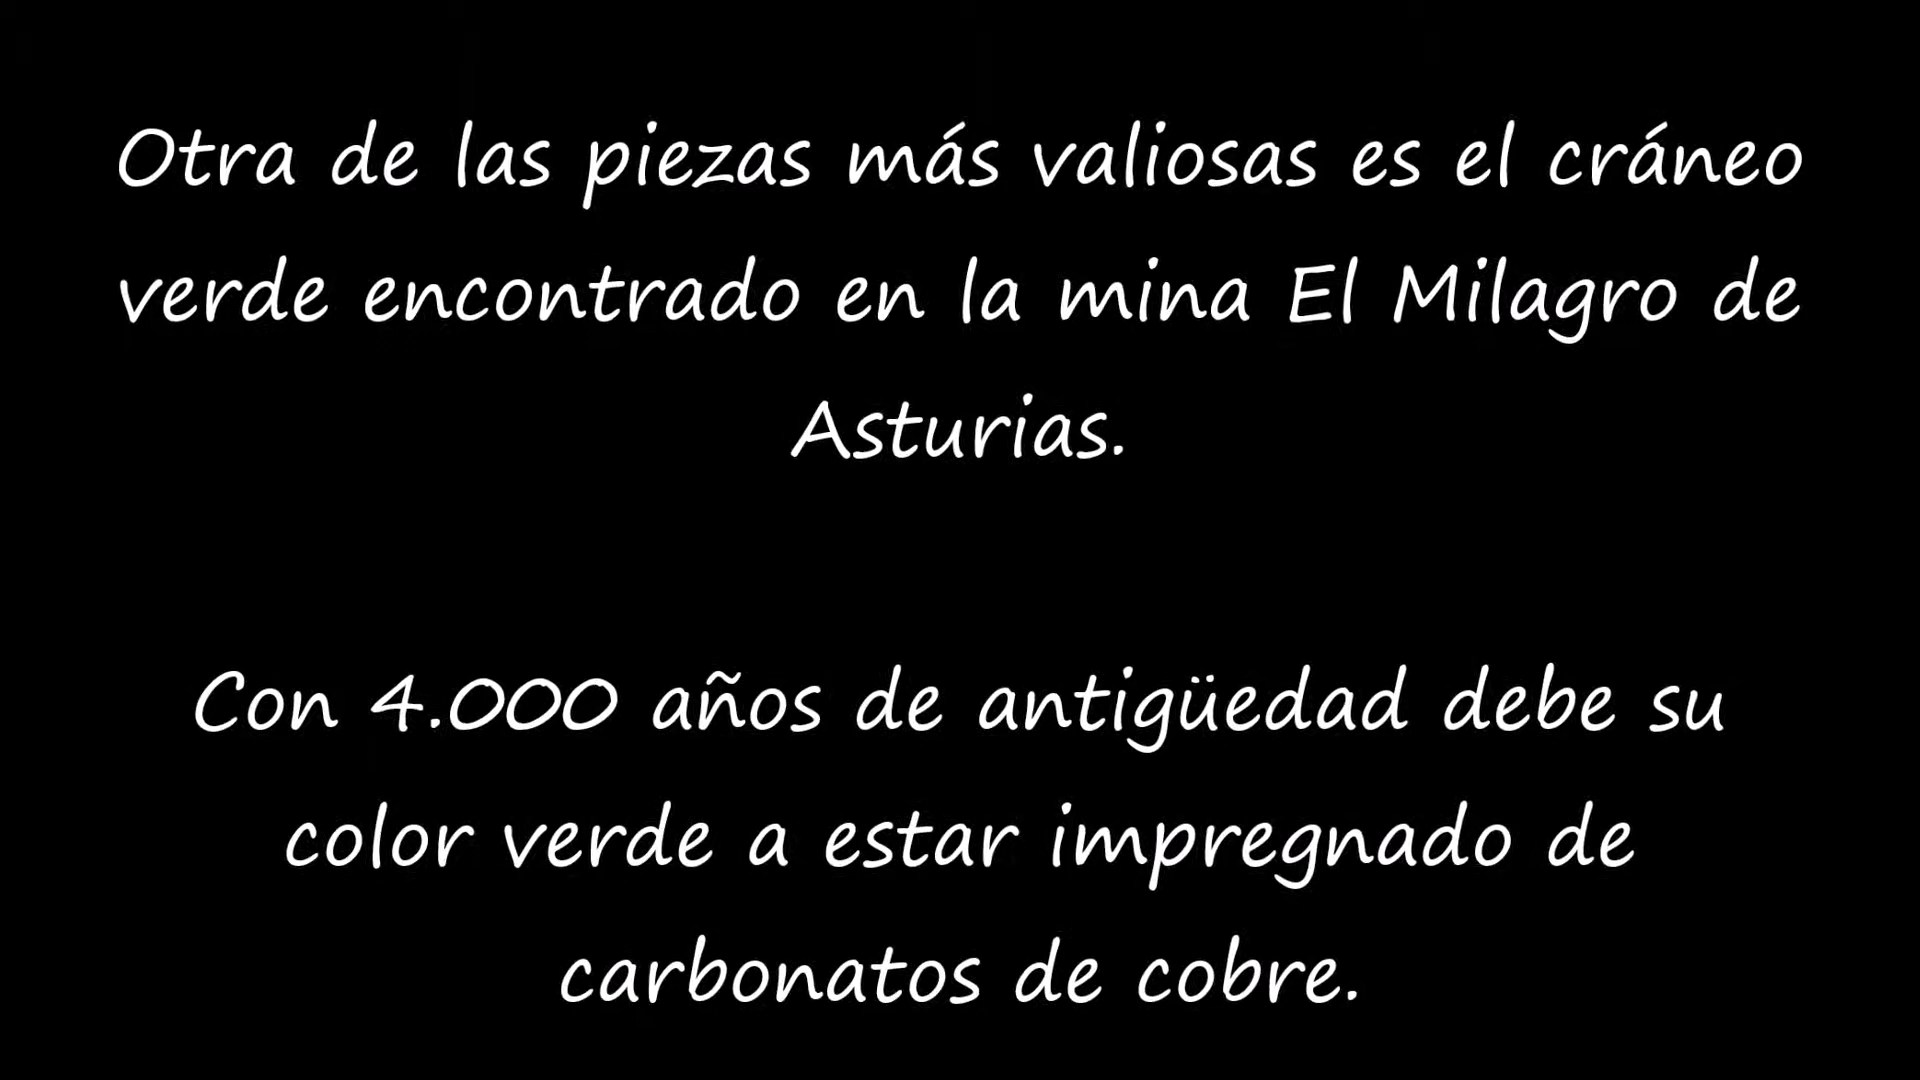 Otra de las piezas más valiosas es el cráneo
verde encontrado en la mina El Milagro de
Asturias.
Con 4.000 años de antigüedad debe su
color verde a estar impregnado de
carbonatos de cobre.